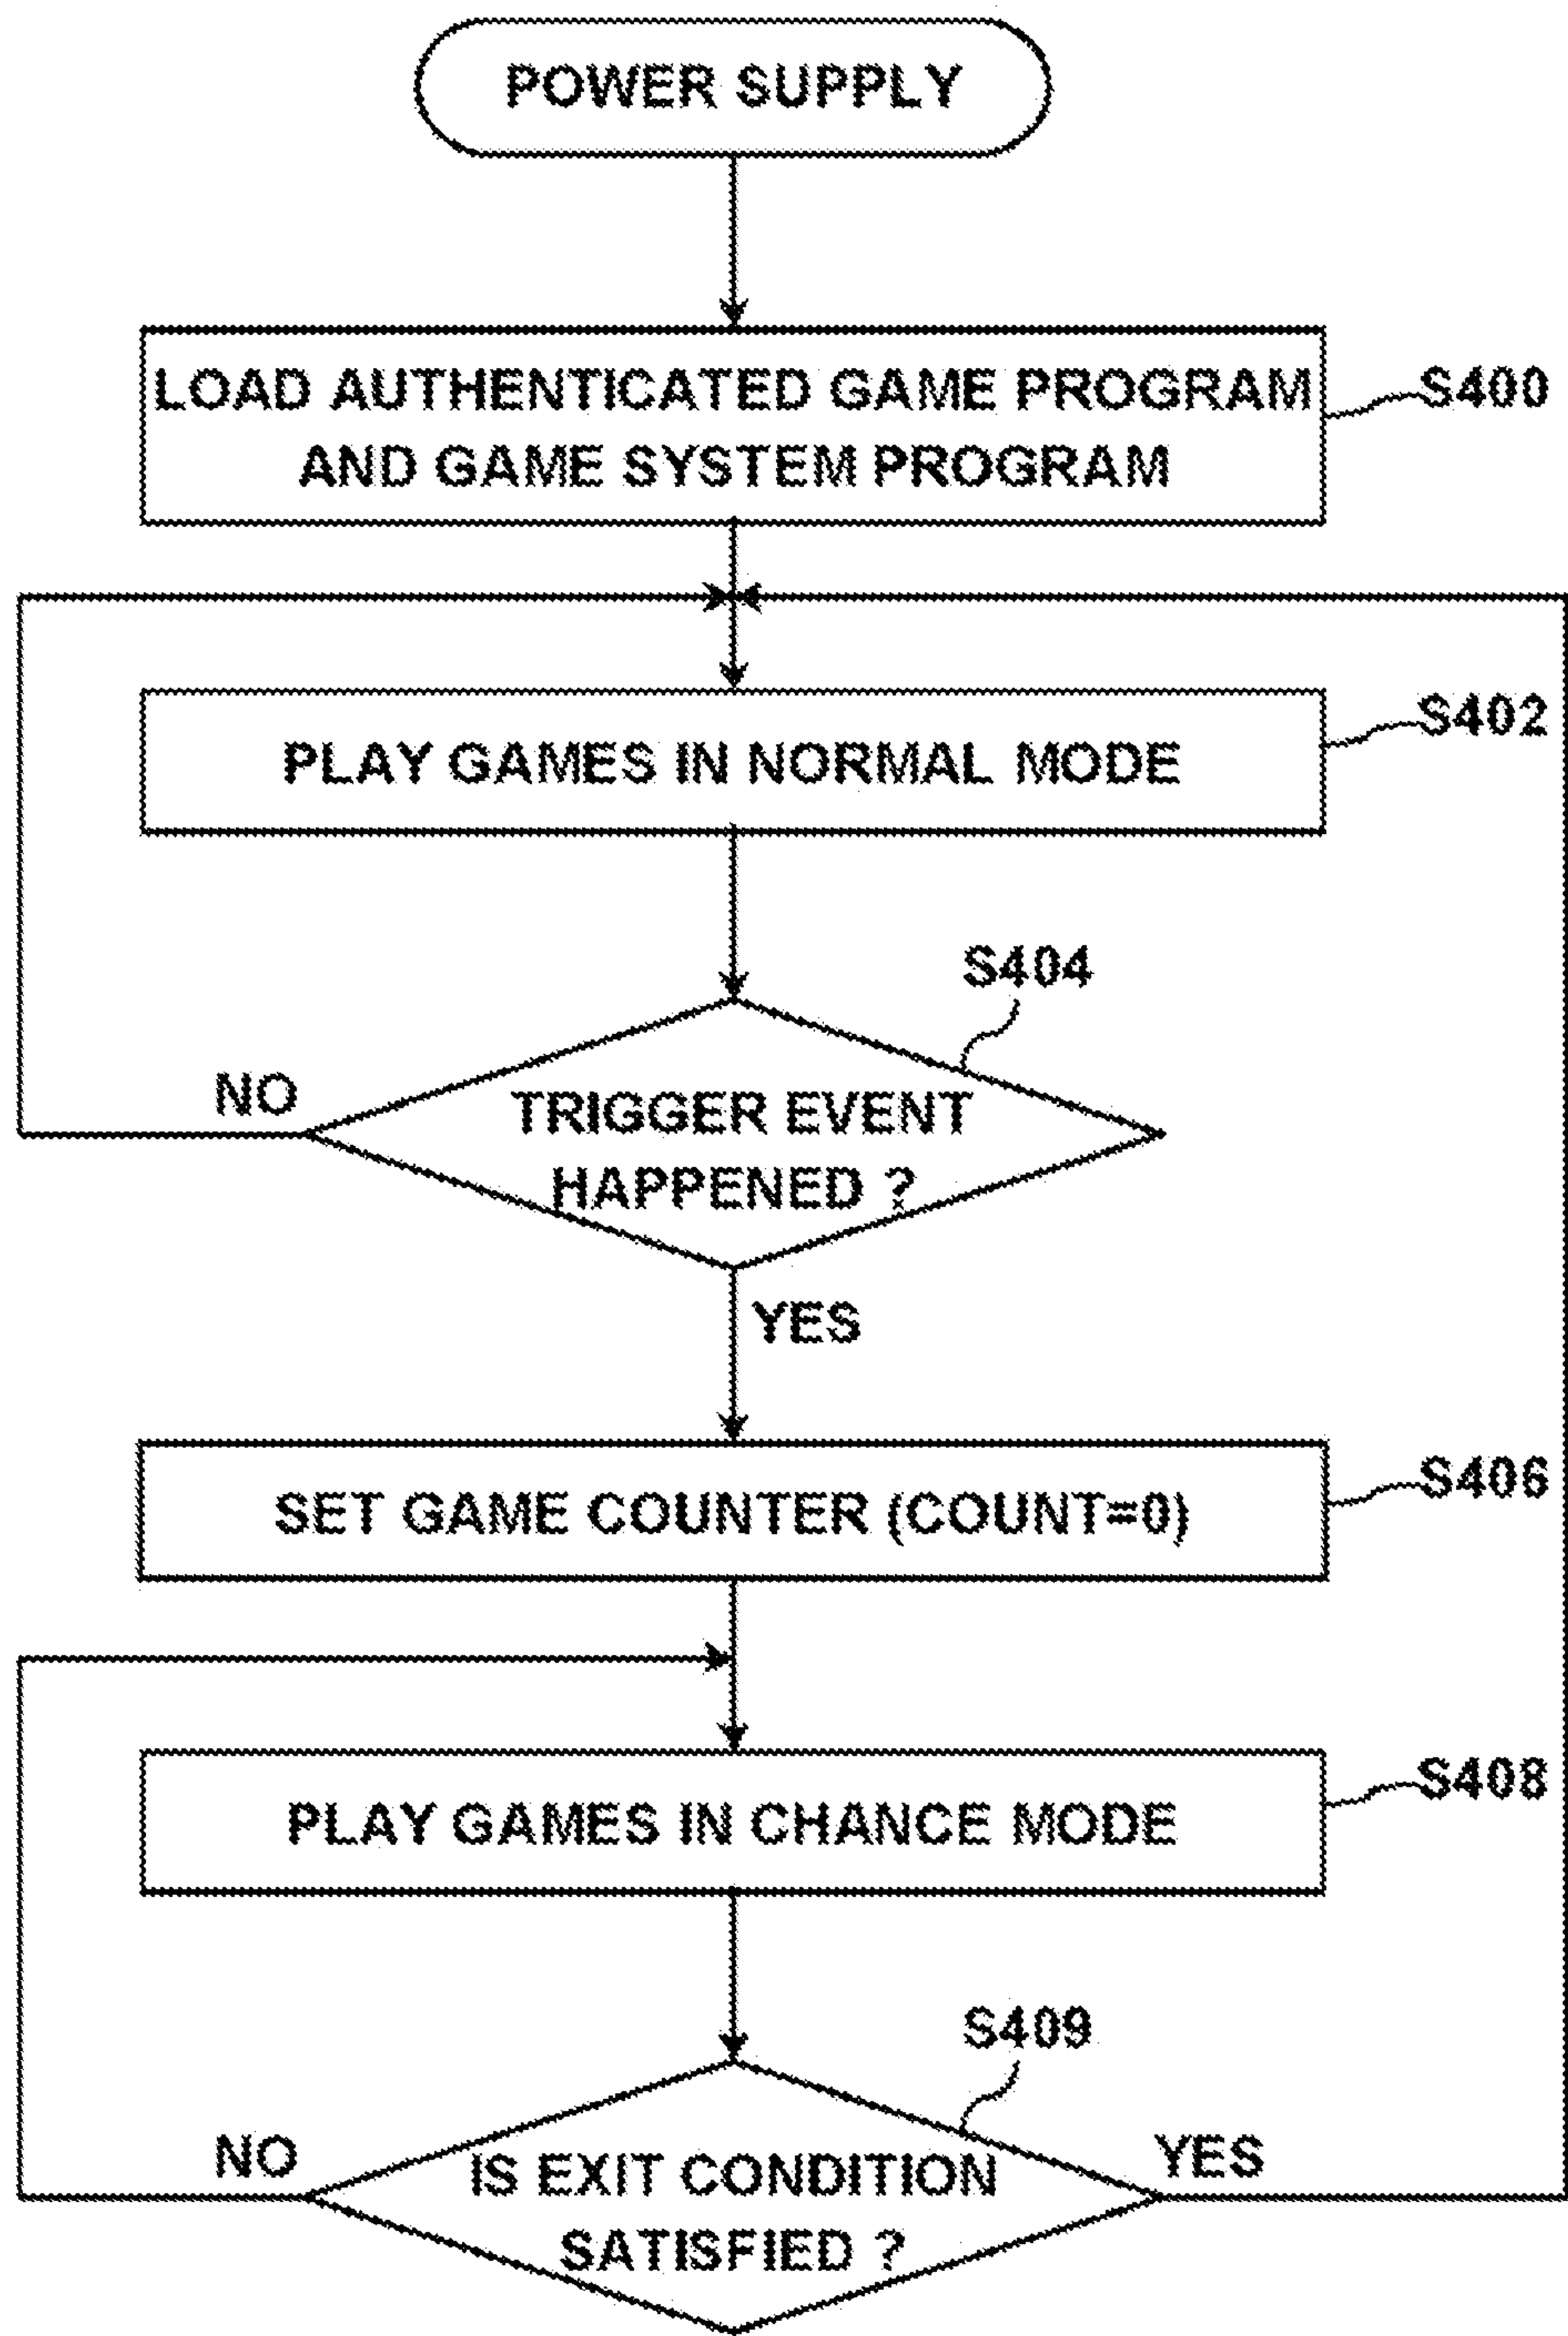 POWER SUPPLY
LOAD AUTHENTICATED GAME PROGRAM
AND GAME SYSTEM PROGRAM
S400
PLAY GAMES IN NORMAL MODE
S402
S404
NO
TRIGGER EVENT
HAPPENED ?
YES
SET GAME COUNTER (COUNT=0)
S406
PLAY GAMES IN CHANCE MODE
S408
S409
NO
IS EXIT CONDITION
SATISFIED ?
YES